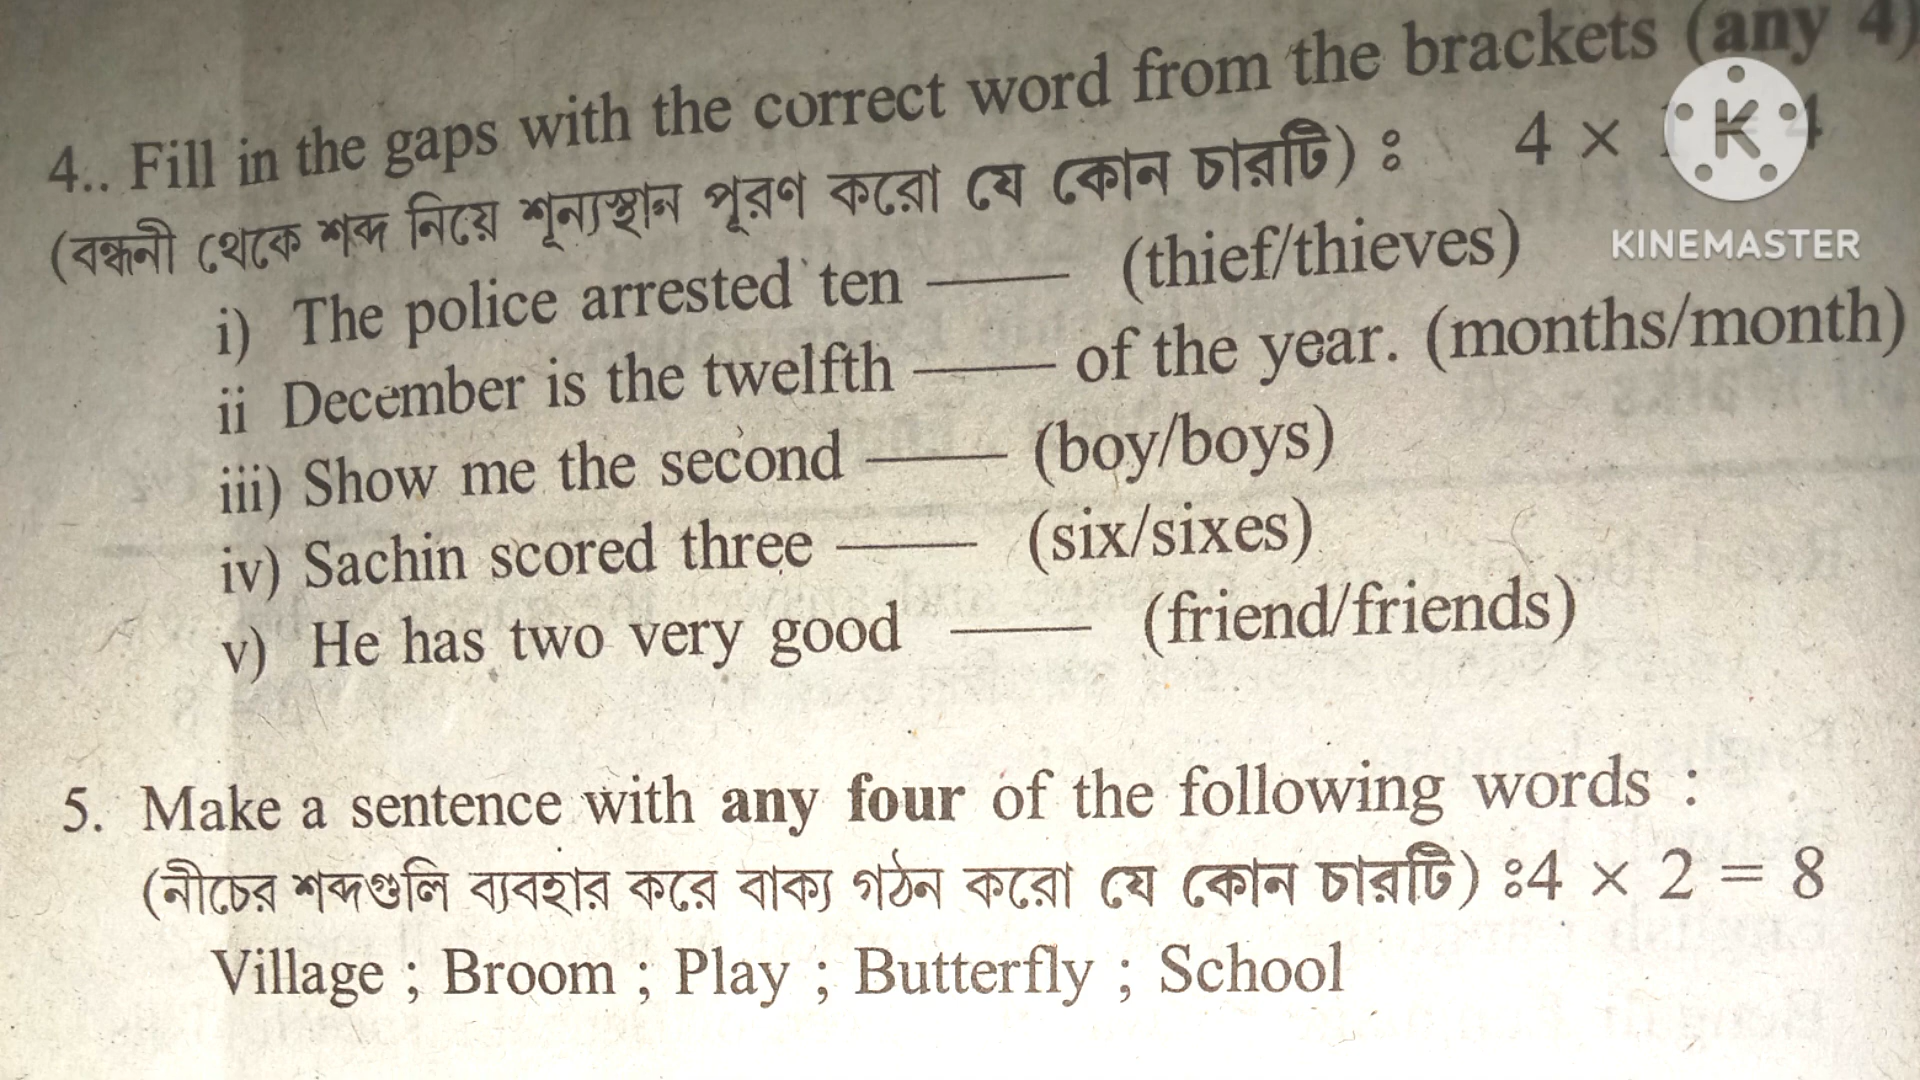 4.. Fill in the gaps with the correct word from the brackets (any 4)
(বন্ধনী থেকে শব্দ নিয়ে শূন্যস্থান পূরণ করো যে কোন চারটি) : 4 × 4
KINEMASTER
i) The police arrested ten —— (thief/thieves)
ii December is the twelfth —— of the year. (months/month)
iii) Show me the second —— (boy/boys)
iv) Sachin scored three —— (six/sixes)
v) He has two very good —— (friend/friends)
5. Make a sentence with any four of the following words :
(নীচের শব্দগুলি ব্যবহার করে বাক্য গঠন করো যে কোন চারটি) :4 × 2 = 8
Village ; Broom ; Play ; Butterfly ; School